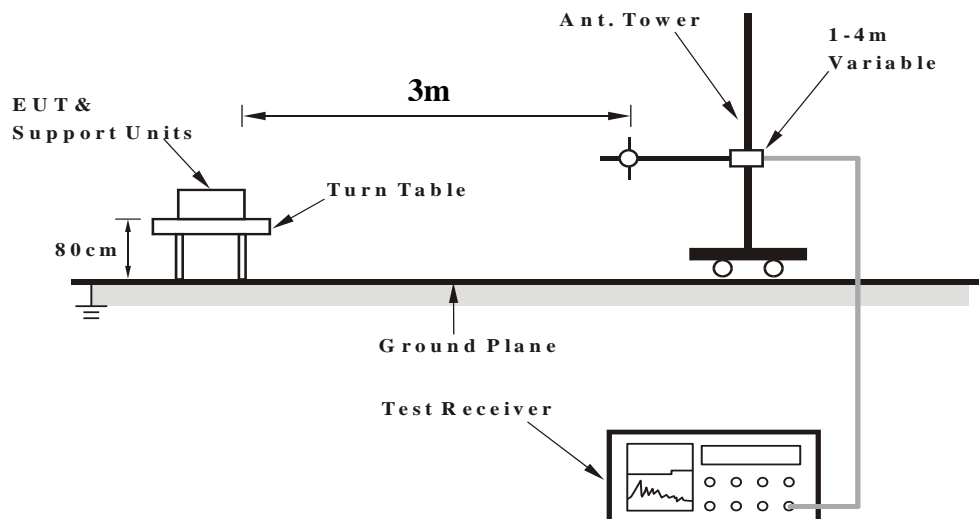 Ant. Tower
1-4m
Variable
3m
EUT &
Support Units
Turn Table
80cm
Ground Plane
Test Receiver